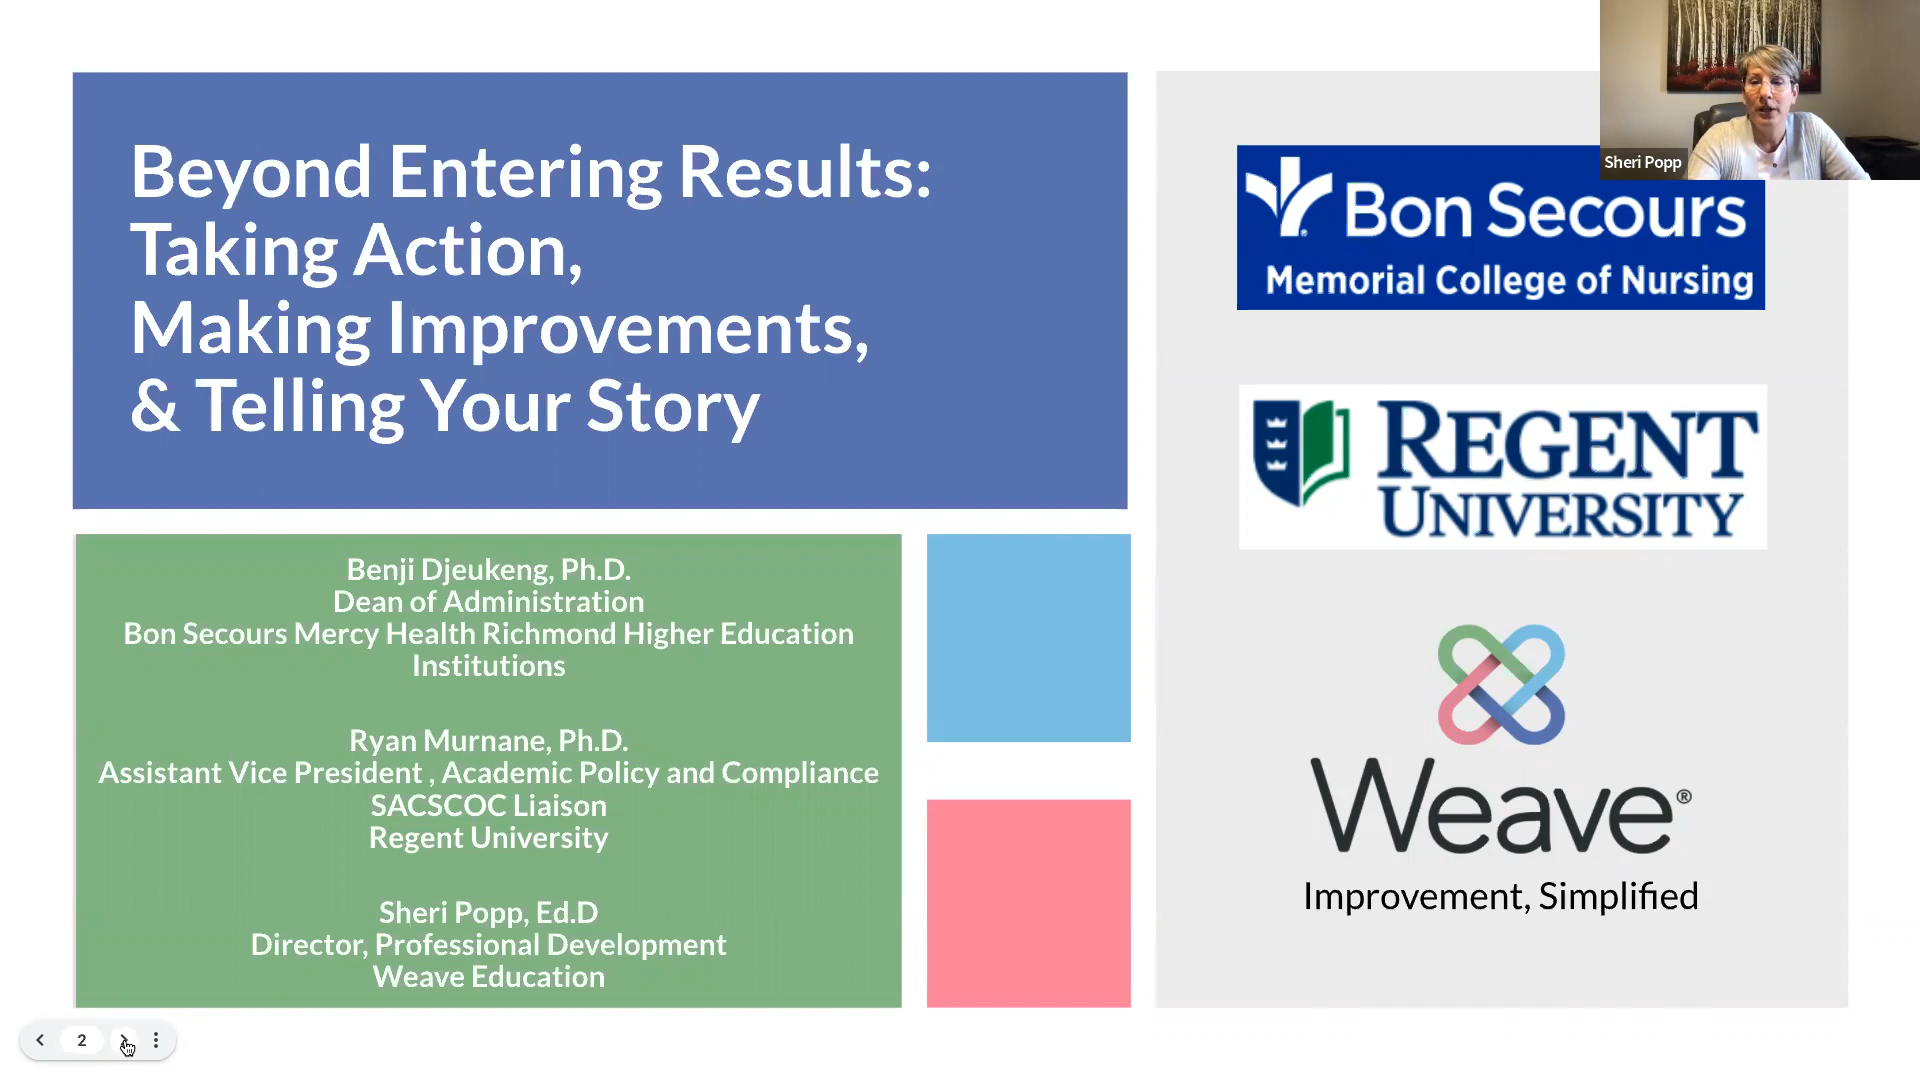 Beyond Entering Results:
Taking Action,
Making Improvements,
& Telling Your Story
Benji Djeukeng, Ph.D.
Dean of Administration
Bon Secours Mercy Health Richmond Higher Education
Institutions
Ryan Murnane, Ph.D.
Assistant Vice President , Academic Policy and Compliance
SACSCOC Liaison
Regent University
Sheri Popp, Ed.D
Director, Professional Development
Weave Education
Bon Secours
Memorial College of Nursing
REGENT
UNIVERSITY
Weave®
Improvement, Simplified
Sheri Popp
2